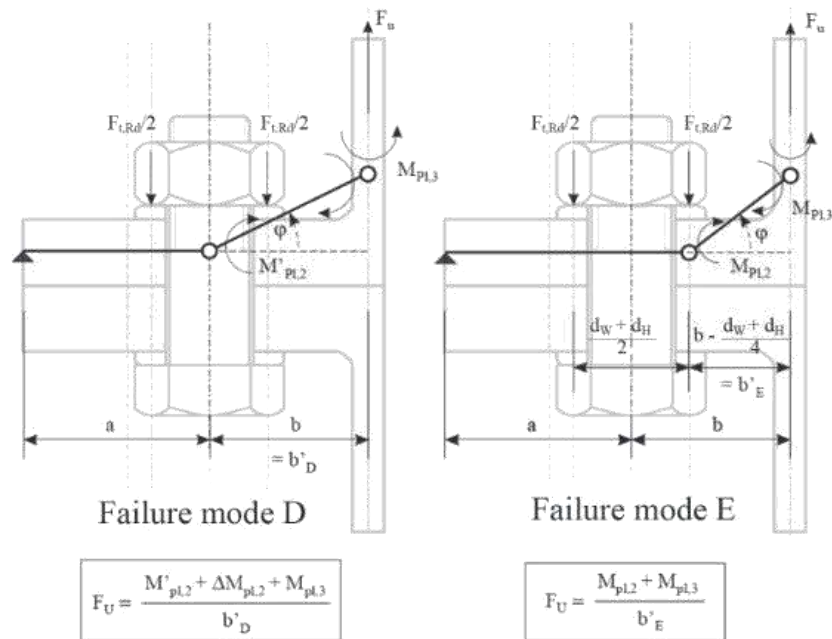 F_u
F_u
F_t,Rd/2 F_t,Rd/2
F_t,Rd/2 F_t,Rd/2
M_Pl,3
M_Pl,3
φ
φ
M'_Pl,2
M_Pl,2
d_W + d_H
2
b - d_W + d_H
4
= b'_E
a b
= b'_D
a b
Failure mode D
Failure mode E
F_U = M'_pl,2 + ΔM_pl,2 + M_pl,3
b'_D
F_U = M_pl,2 + M_pl,3
b'_E